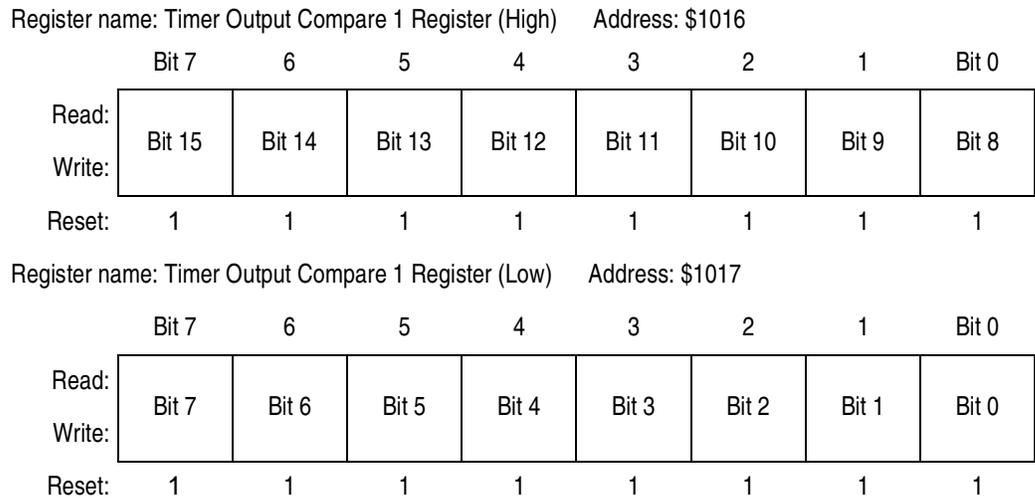 Register name: Timer Output Compare 1 Register (High) Address: $1016
Bit 7 6 5 4 3 2 1 Bit 0
Read:
Bit 15 Bit 14 Bit 13 Bit 12 Bit 11 Bit 10 Bit 9 Bit 8
Write:
Reset: 1 1 1 1 1 1 1 1
Register name: Timer Output Compare 1 Register (Low) Address: $1017
Bit 7 6 5 4 3 2 1 Bit 0
Read:
Bit 7 Bit 6 Bit 5 Bit 4 Bit 3 Bit 2 Bit 1 Bit 0
Write:
Reset: 1 1 1 1 1 1 1 1